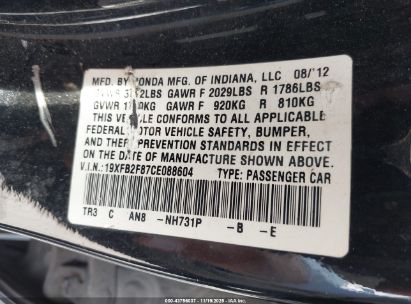 MFD. BY HONDA MFG. OF INDIANA, LLC 08/'12
GAWR F 2029LBS R 1786LBS
GVWR GAWR F 920KG R 810KG
THIS VEHICLE CONFORMS TO ALL APPLICABLE
FEDERAL MOTOR VEHICLE SAFETY, BUMPER,
AND THEFT PREVENTION STANDARDS IN EFFECT
ON THE DATE OF MANUFACTURE SHOWN ABOVE.
V.I.N.: 19XFB2F87CE088604 TYPE: PASSENGER CAR
TR3 C AN8 -NH731P -B -E